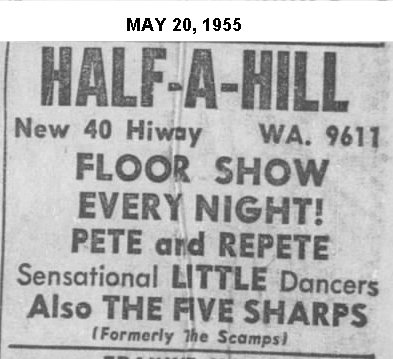 MAY 20, 1955
HALF-A-HILL
New 40 Hiway WA. 9611
FLOOR SHOW
EVERY NIGHT!
PETE and REPETE
Sensational LITTLE Dancers
Also THE FIVE SHARPS
(Formerly The Scamps)